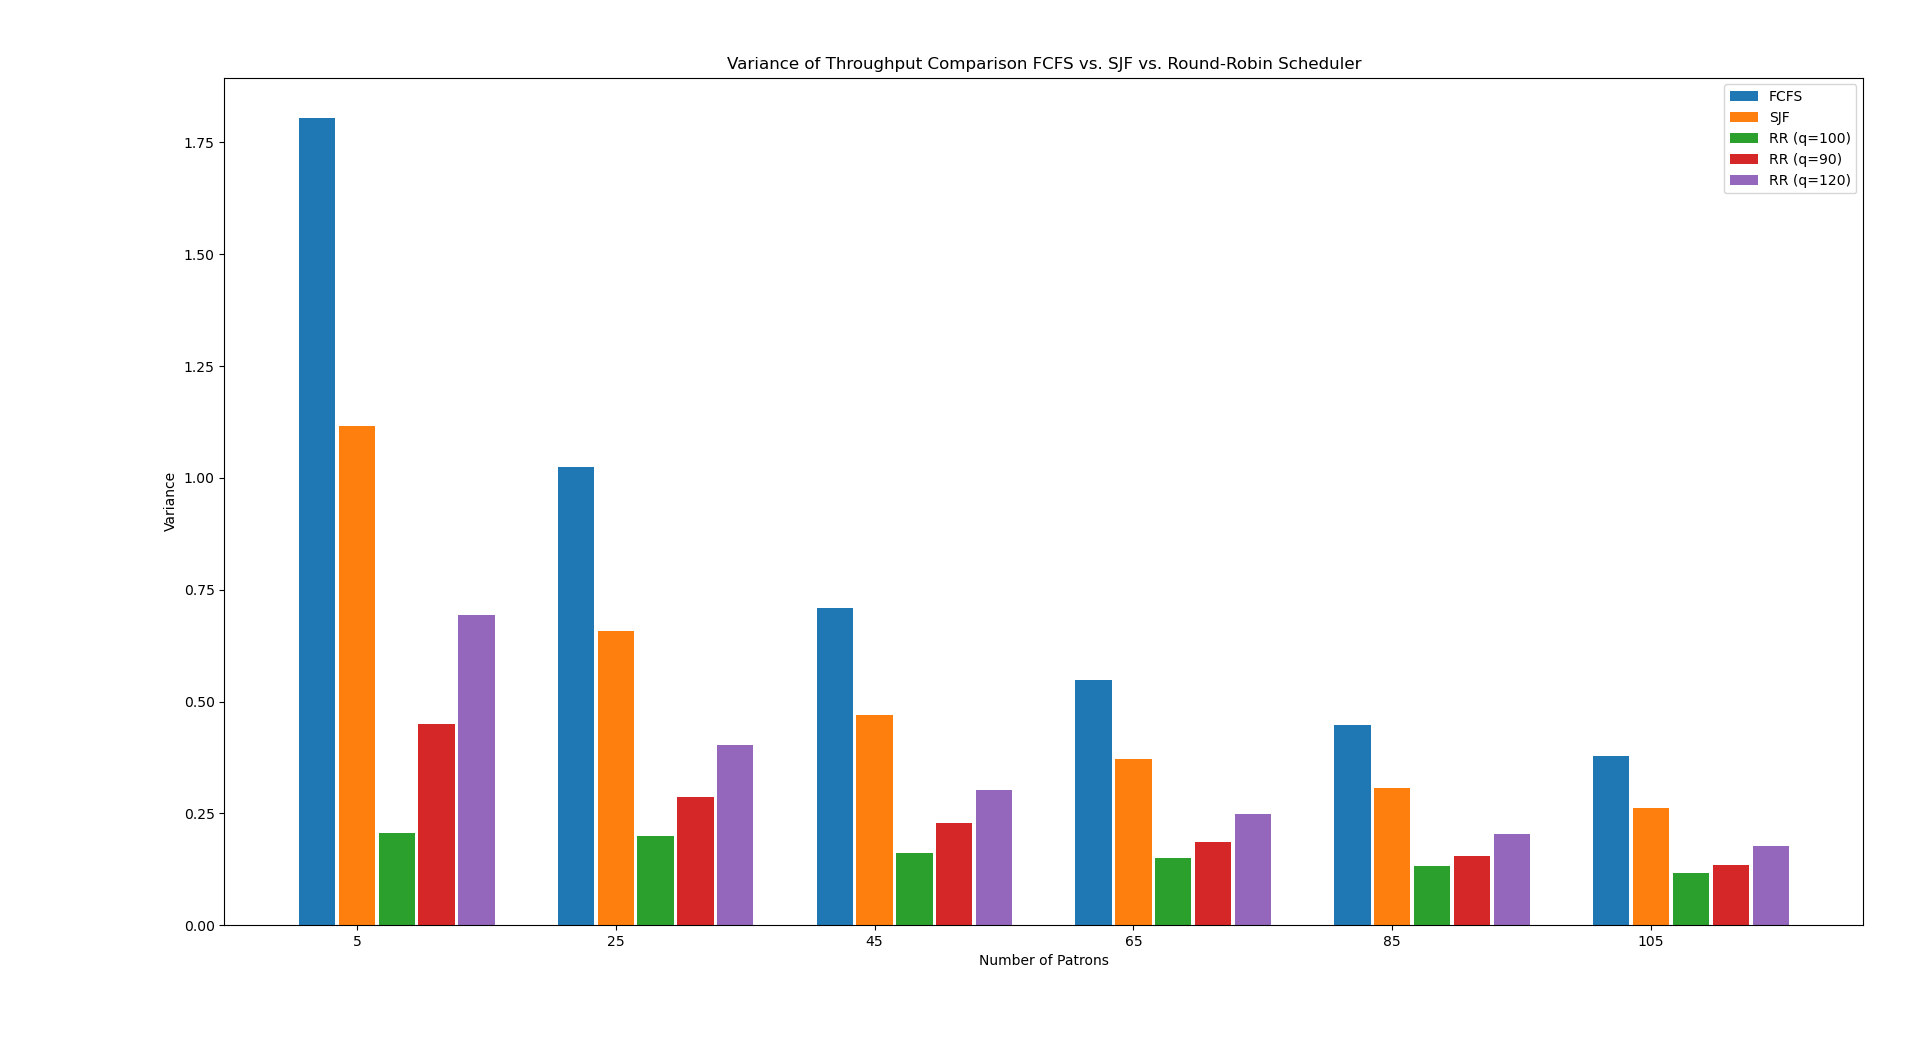 Variance of Throughput Comparison FCFS vs. SJF vs. Round-Robin Scheduler
FCFS
SJF
RR (q=100)
RR (q=90)
RR (q=120)
1.75
1.50
1.25
1.00
0.75
0.50
0.25
0.00
Variance
5 25 45 65 85 105
Number of Patrons